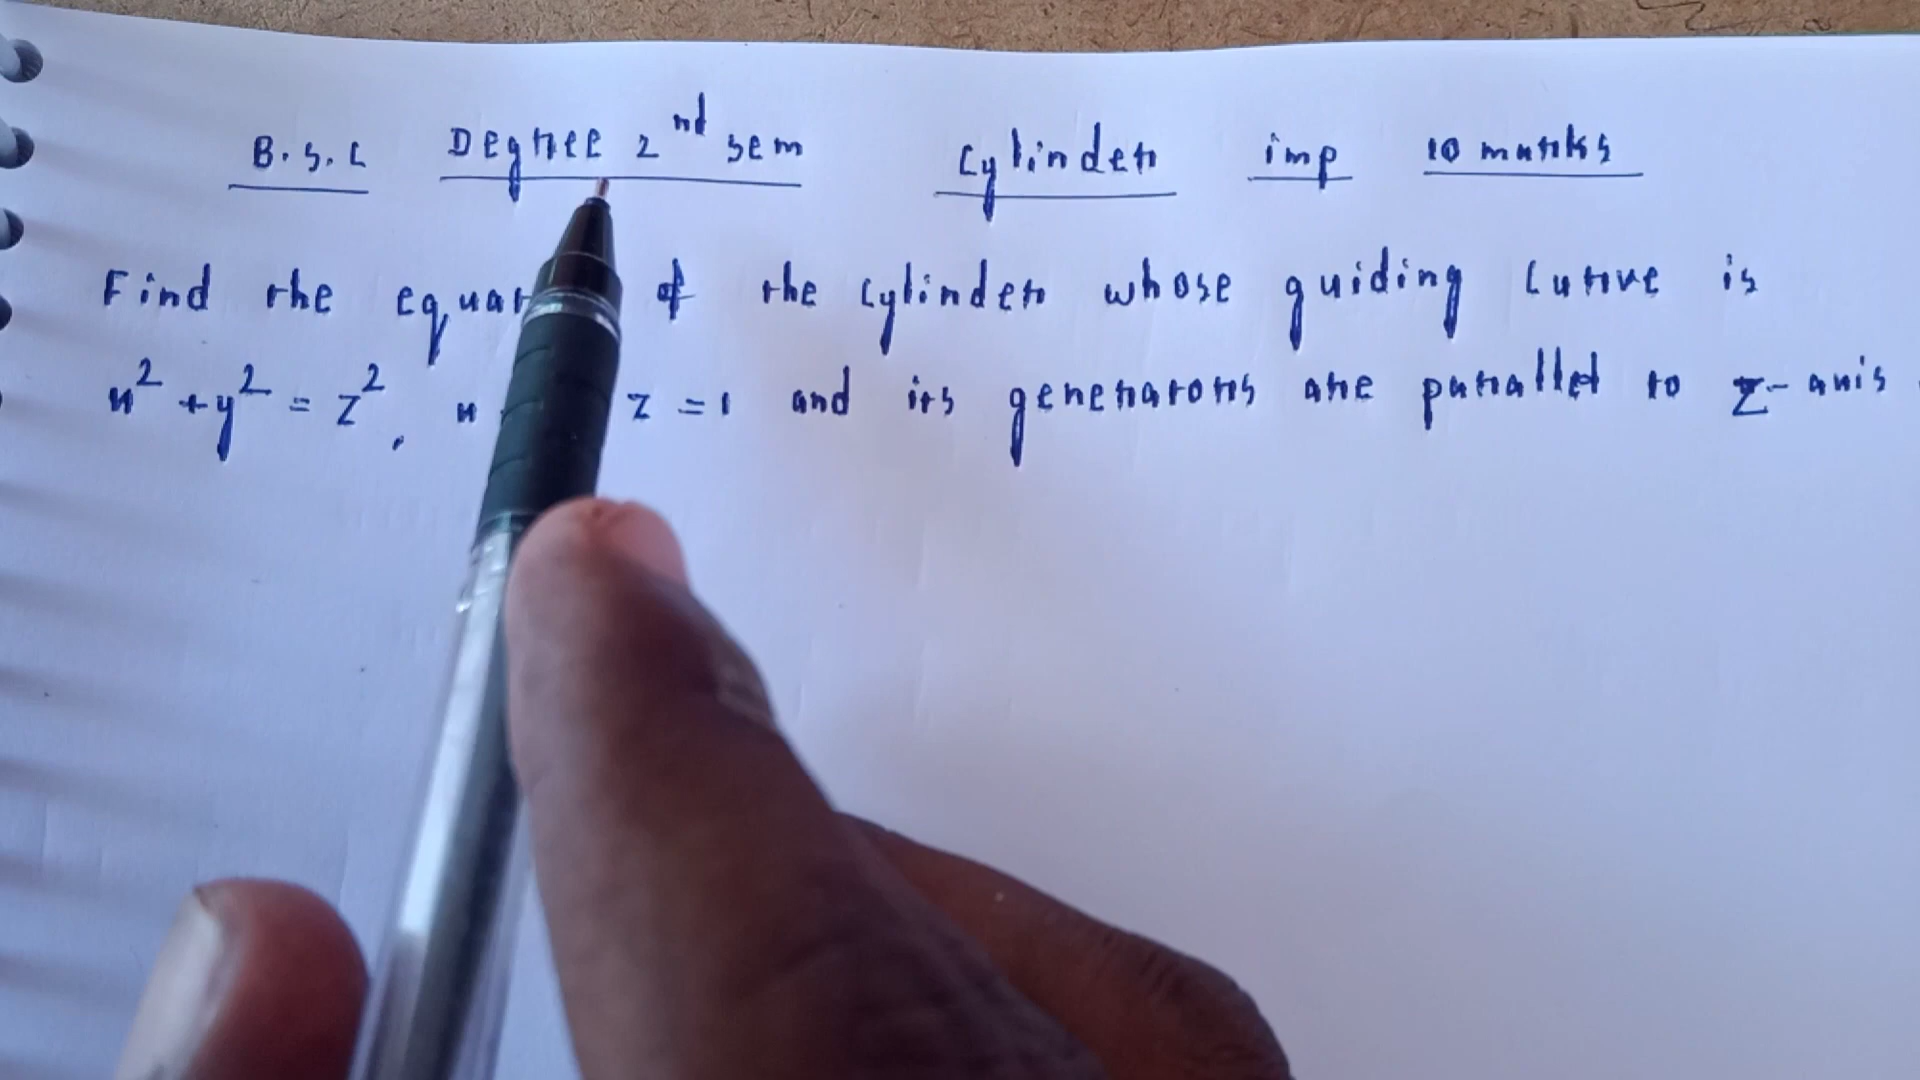 B.S.C Degree 2nd sem Cylinder imp 10 marks
Find the equat of the cylinder whose guiding curve is
x² + y² = z², x z = 1 and its generators are parallel to z-axis